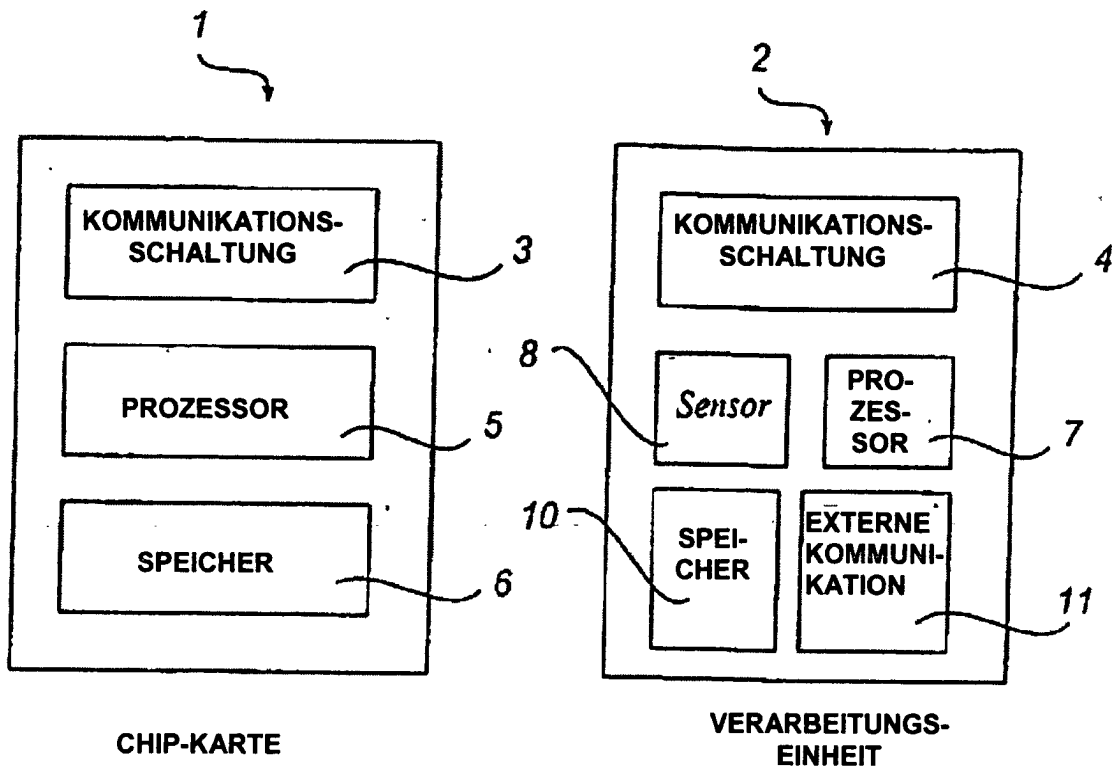 1
2
KOMMUNIKATIONS-
SCHALTUNG
3
PROZESSOR
5
SPEICHER
6
CHIP-KARTE
KOMMUNIKATIONS-
SCHALTUNG
4
8
Sensor
PRO-
ZES-
SOR
7
10
SPEI-
CHER
EXTERNE
KOMMUNI-
KATION
11
VERARBEITUNGS-
EINHEIT